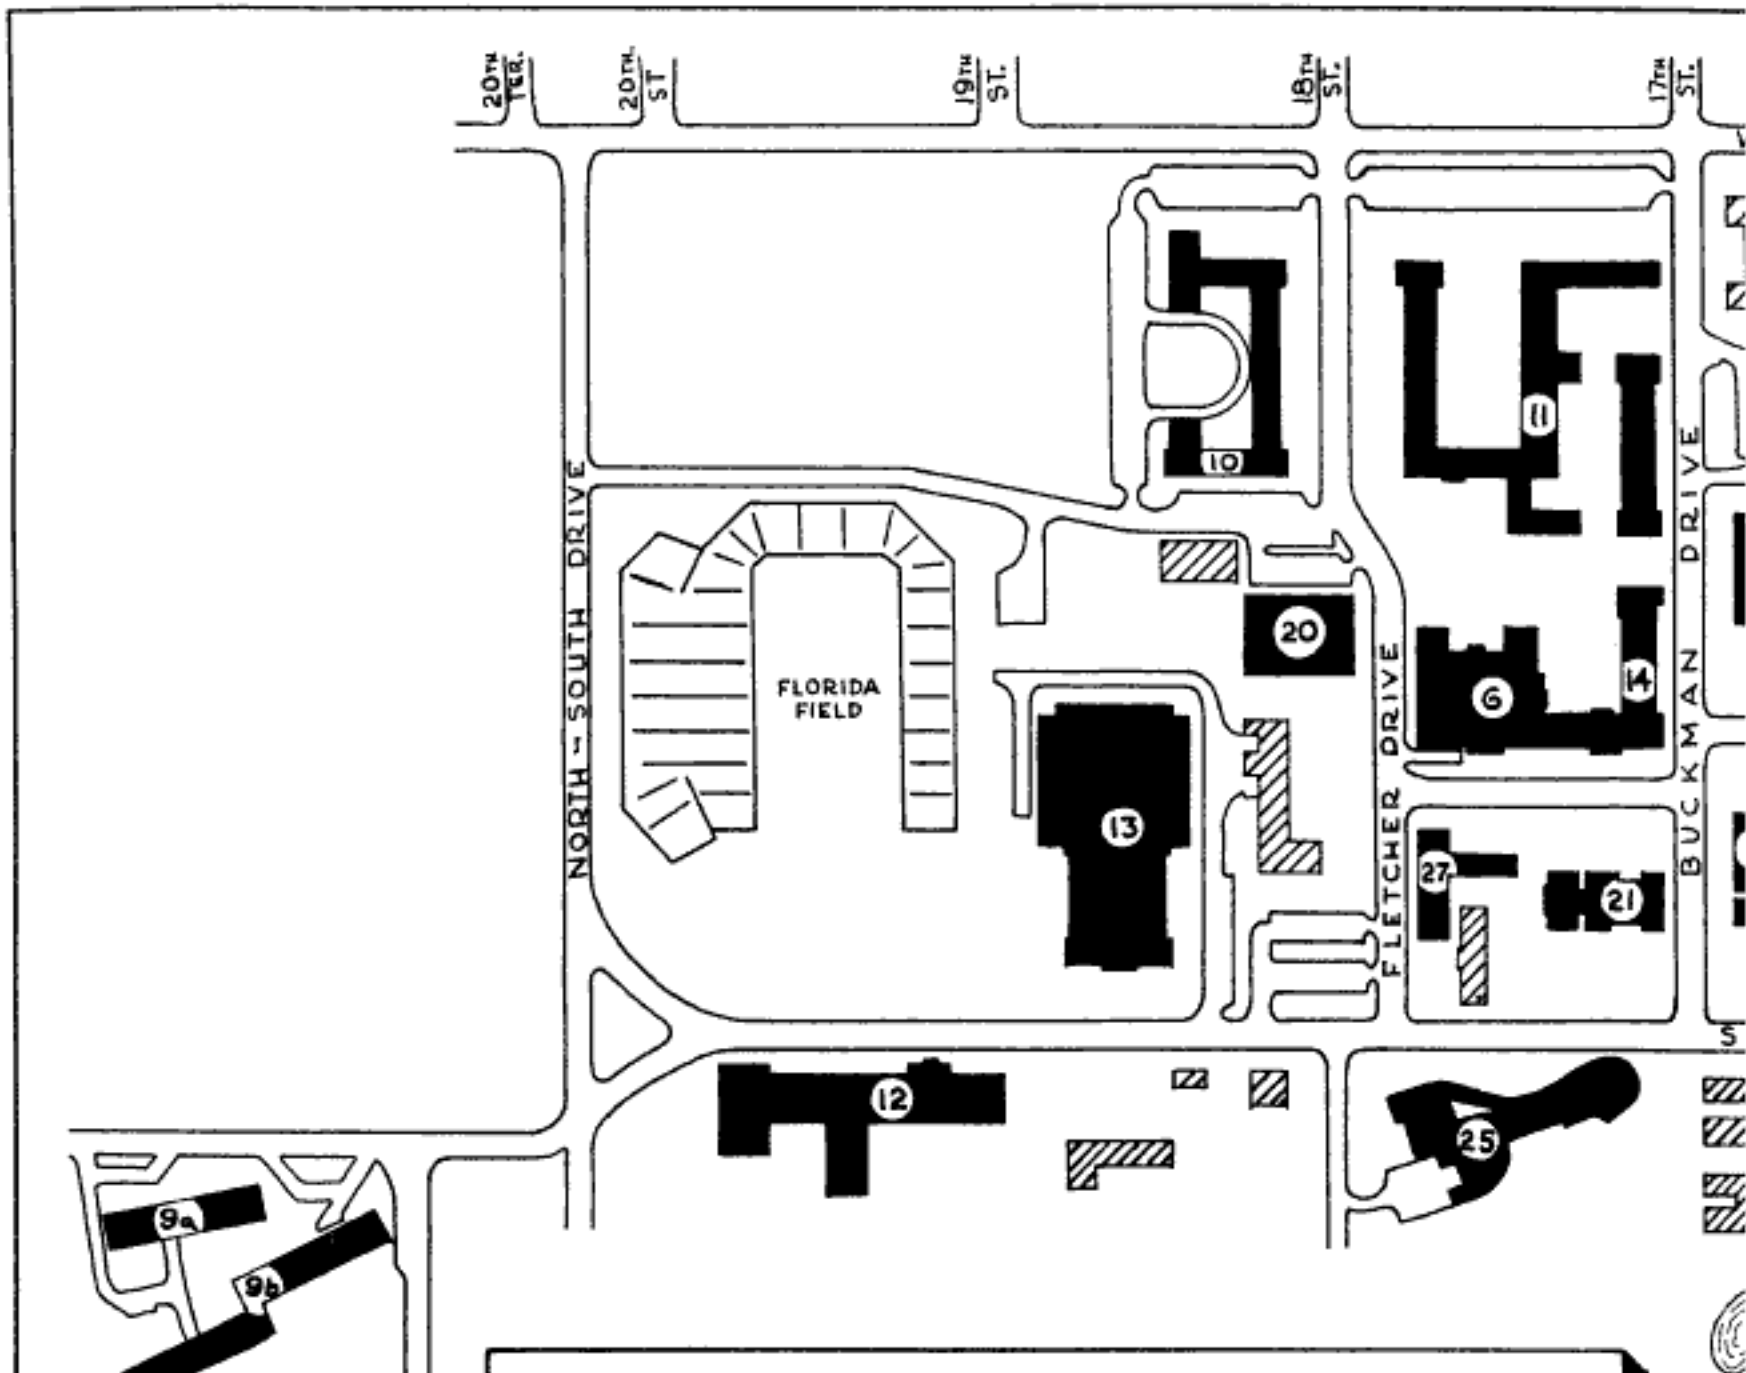 20TH
TER.
20TH
ST
19TH
ST.
18TH
ST.
17TH
ST.
11
10
20
FLORIDA
FIELD
6
14
13
27
21
NORTH-SOUTH DRIVE
FLETCHER DRIVE
BUCKMAN DRIVE
S
12
25
9a
9b